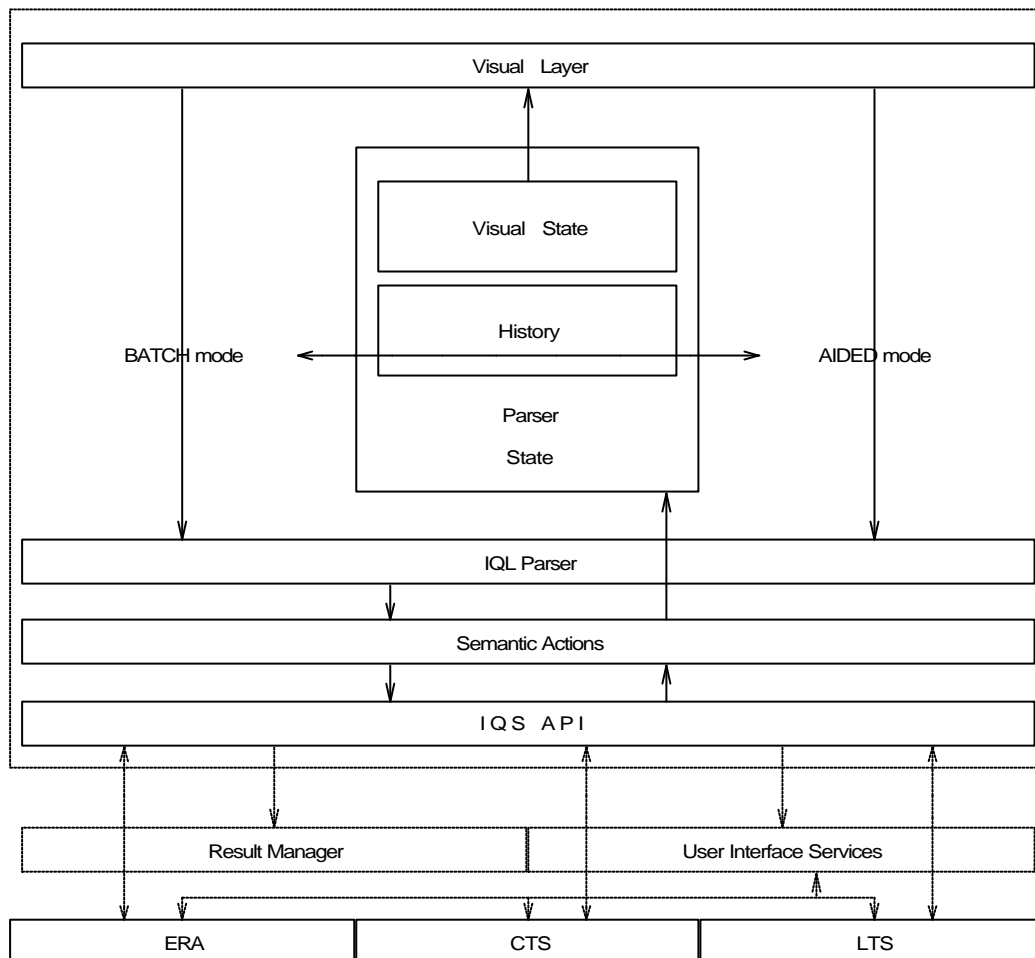 Visual Layer
Visual State
History
BATCH mode
AIDED mode
Parser
State
IQL Parser
Semantic Actions
IQS API
Result Manager
User Interface Services
ERA
CTS
LTS